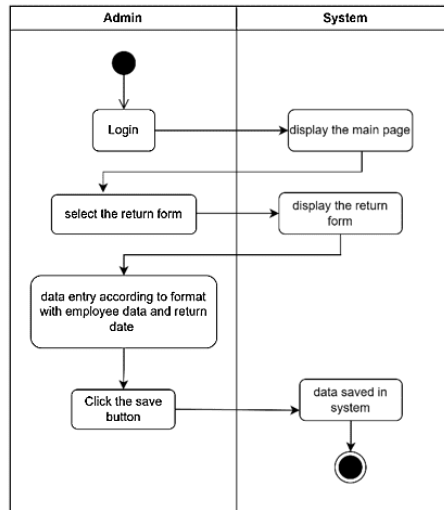 Admin
System
Login
display the main page
select the return form
display the return
form
data entry according to format
with employee data and return
date
Click the save
button
data saved in
system